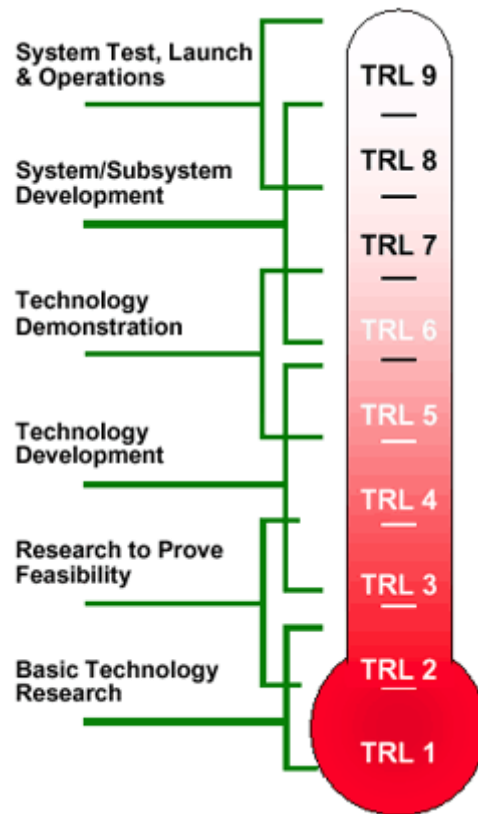 System Test, Launch
& Operations
System/Subsystem
Development
Technology
Demonstration
Technology
Development
Research to Prove
Feasibility
Basic Technology
Research
TRL 9
TRL 8
TRL 7
TRL 6
TRL 5
TRL 4
TRL 3
TRL 2
TRL 1